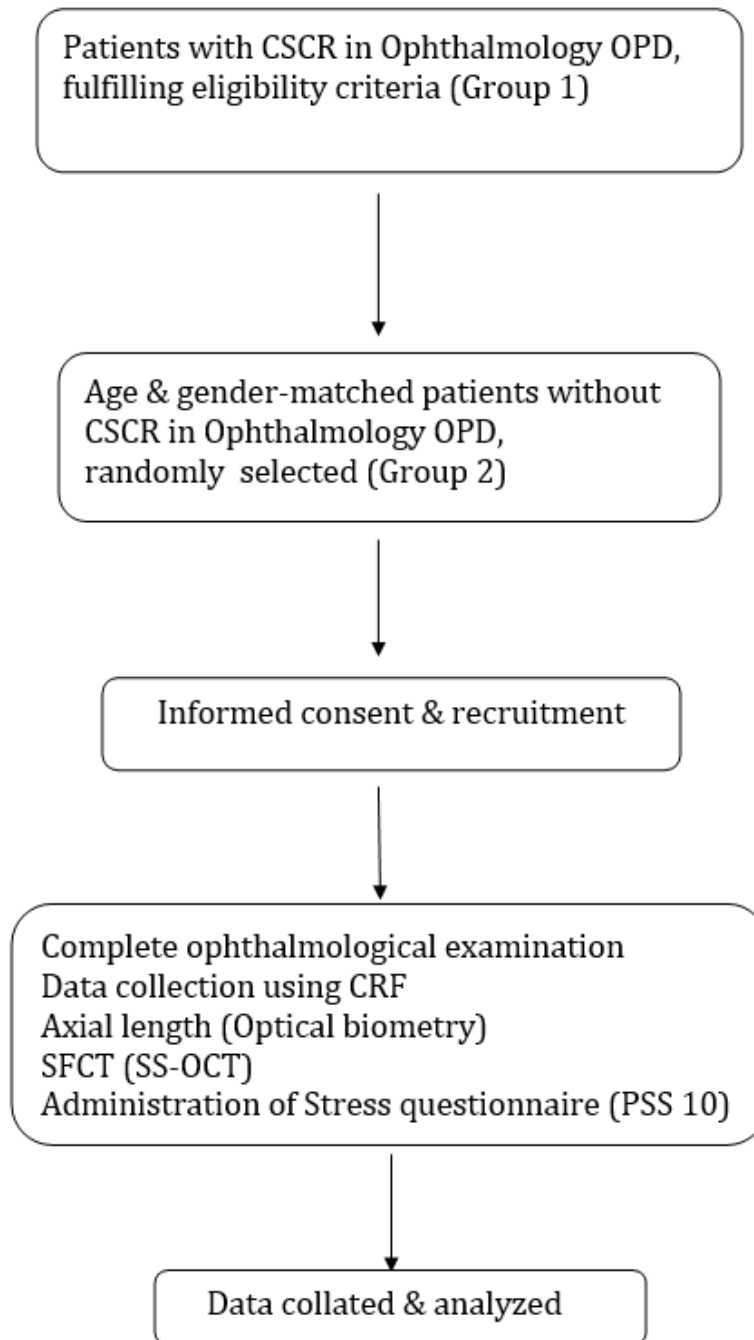 Patients with CSCR in Ophthalmology OPD,
fulfilling eligibility criteria (Group 1)
Age & gender-matched patients without
CSCR in Ophthalmology OPD,
randomly selected (Group 2)
Informed consent & recruitment
Complete ophthalmological examination
Data collection using CRF
Axial length (Optical biometry)
SFCT (SS-OCT)
Administration of Stress questionnaire (PSS 10)
Data collated & analyzed